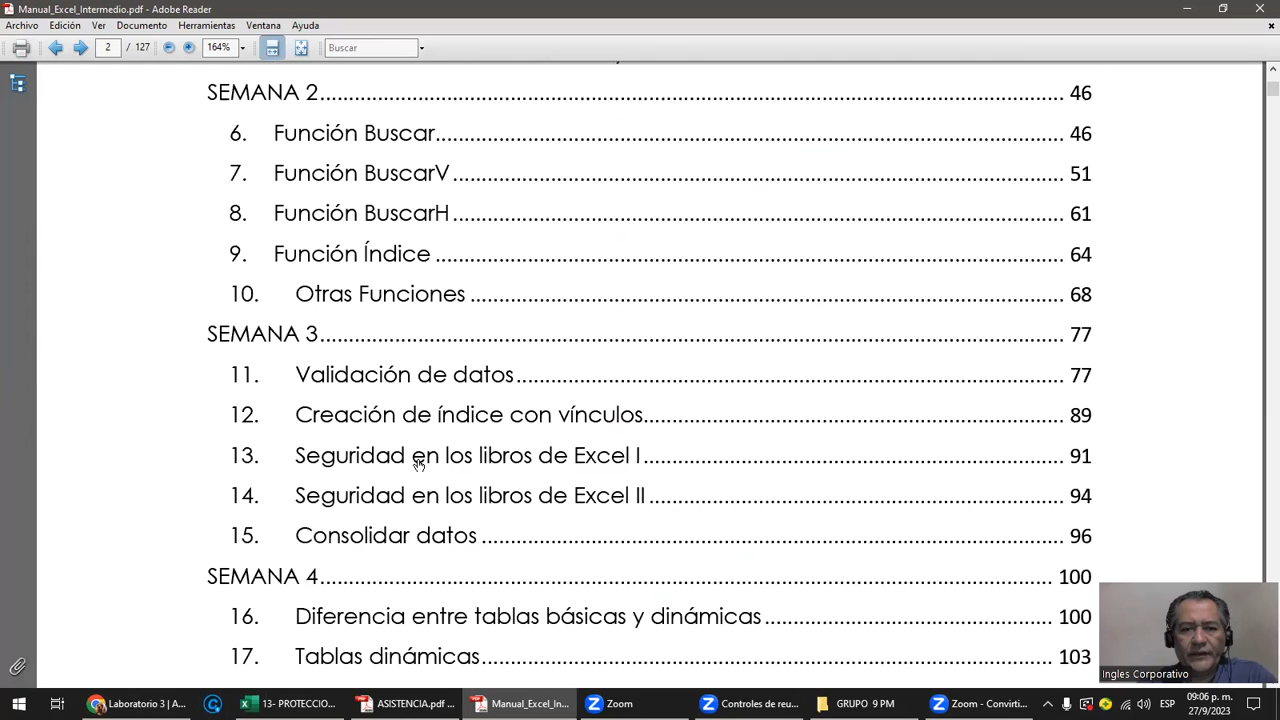 Manual_Excel_Intermedio.pdf - Adobe Reader
Archivo Edición Ver Documento Herramientas Ventana Ayuda
2 / 127 164% Buscar
SEMANA 2 46
6. Función Buscar 46
7. Función BuscarV 51
8. Función BuscarH 61
9. Función Índice 64
10. Otras Funciones 68
SEMANA 3 77
11. Validación de datos 77
12. Creación de índice con vínculos 89
13. Seguridad en los libros de Excel I 91
14. Seguridad en los libros de Excel II 94
15. Consolidar datos 96
SEMANA 4 100
16. Diferencia entre tablas básicas y dinámicas 100
17. Tablas dinámicas 103
Ingles Corporativo
Laboratorio 3 | A... 13- PROTECCIO... ASISTENCIA.pdf ... Manual_Excel_In... Zoom Controles de reu... GRUPO 9 PM Zoom - Convirti... ESP 09:06 p. m.
27/9/2023